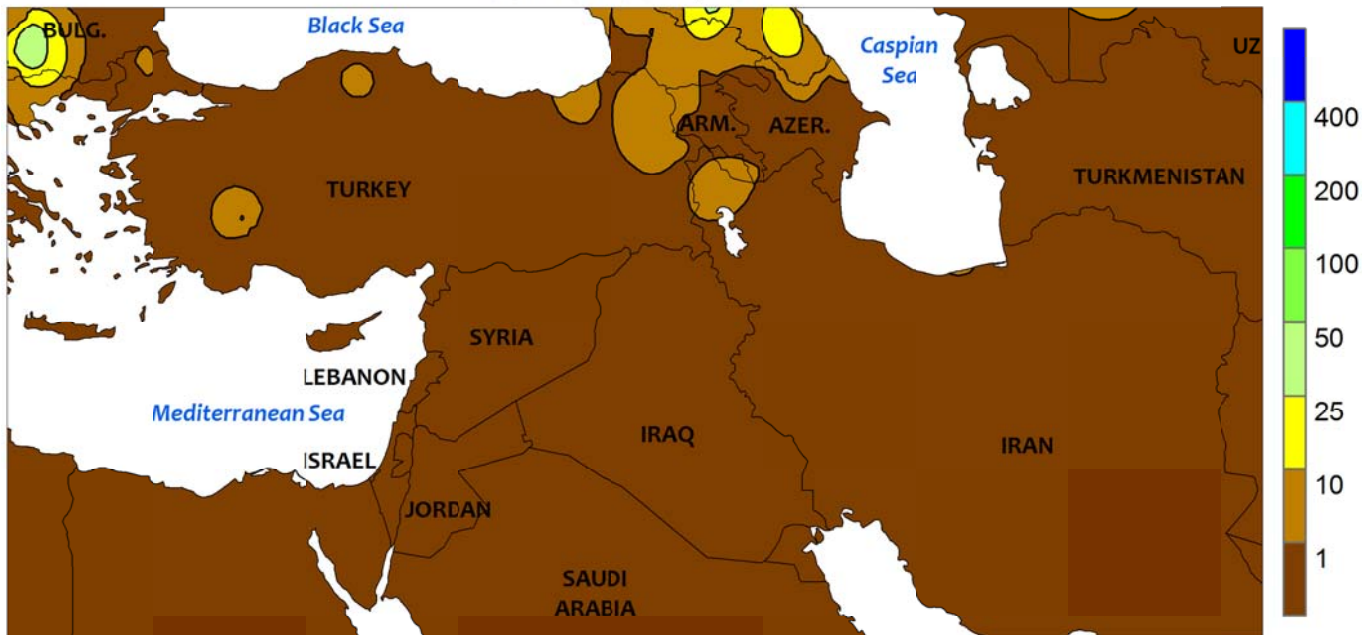 BULG.
Black Sea
Caspian
Sea
UZ
ARM.
AZER.
TURKEY
TURKMENISTAN
SYRIA
LEBANON
Mediterranean Sea
IRAQ
IRAN
ISRAEL
JORDAN
SAUDI
ARABIA
400
200
100
50
25
10
1